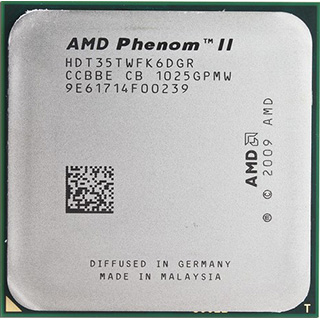 AMD Phenom™ II
HDT35TWFK6DGR
CCBBE CB 1025GPMW
9E61714F00239
AMD
© 2009 AMD
DIFFUSED IN GERMANY
MADE IN MALAYSIA
T